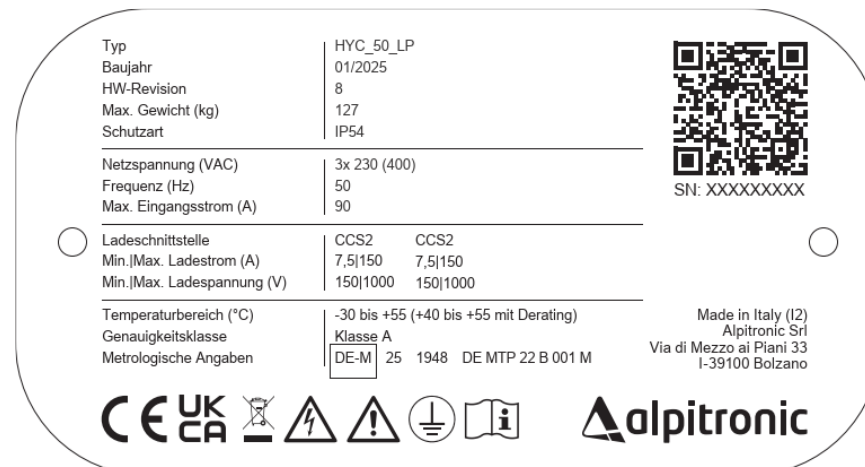 Typ HYC_50_LP
Baujahr 01/2025
HW-Revision 8
Max. Gewicht (kg) 127
Schutzart IP54
SN: XXXXXXXXX
Netzspannung (VAC) 3x 230 (400)
Frequenz (Hz) 50
Max. Eingangsstrom (A) 90
Ladeschnittstelle CCS2 CCS2
Min.|Max. Ladestrom (A) 7,5|150 7,5|150
Min.|Max. Ladespannung (V) 150|1000 150|1000
Temperaturbereich (°C) -30 bis +55 (+40 bis +55 mit Derating)
Genauigkeitsklasse Klasse A
Metrologische Angaben DE-M 25 1948 DE MTP 22 B 001 M
Made in Italy (I2)
Alpitronic Srl
Via di Mezzo ai Piani 33
I-39100 Bolzano
CE UK CA i
alpitronic